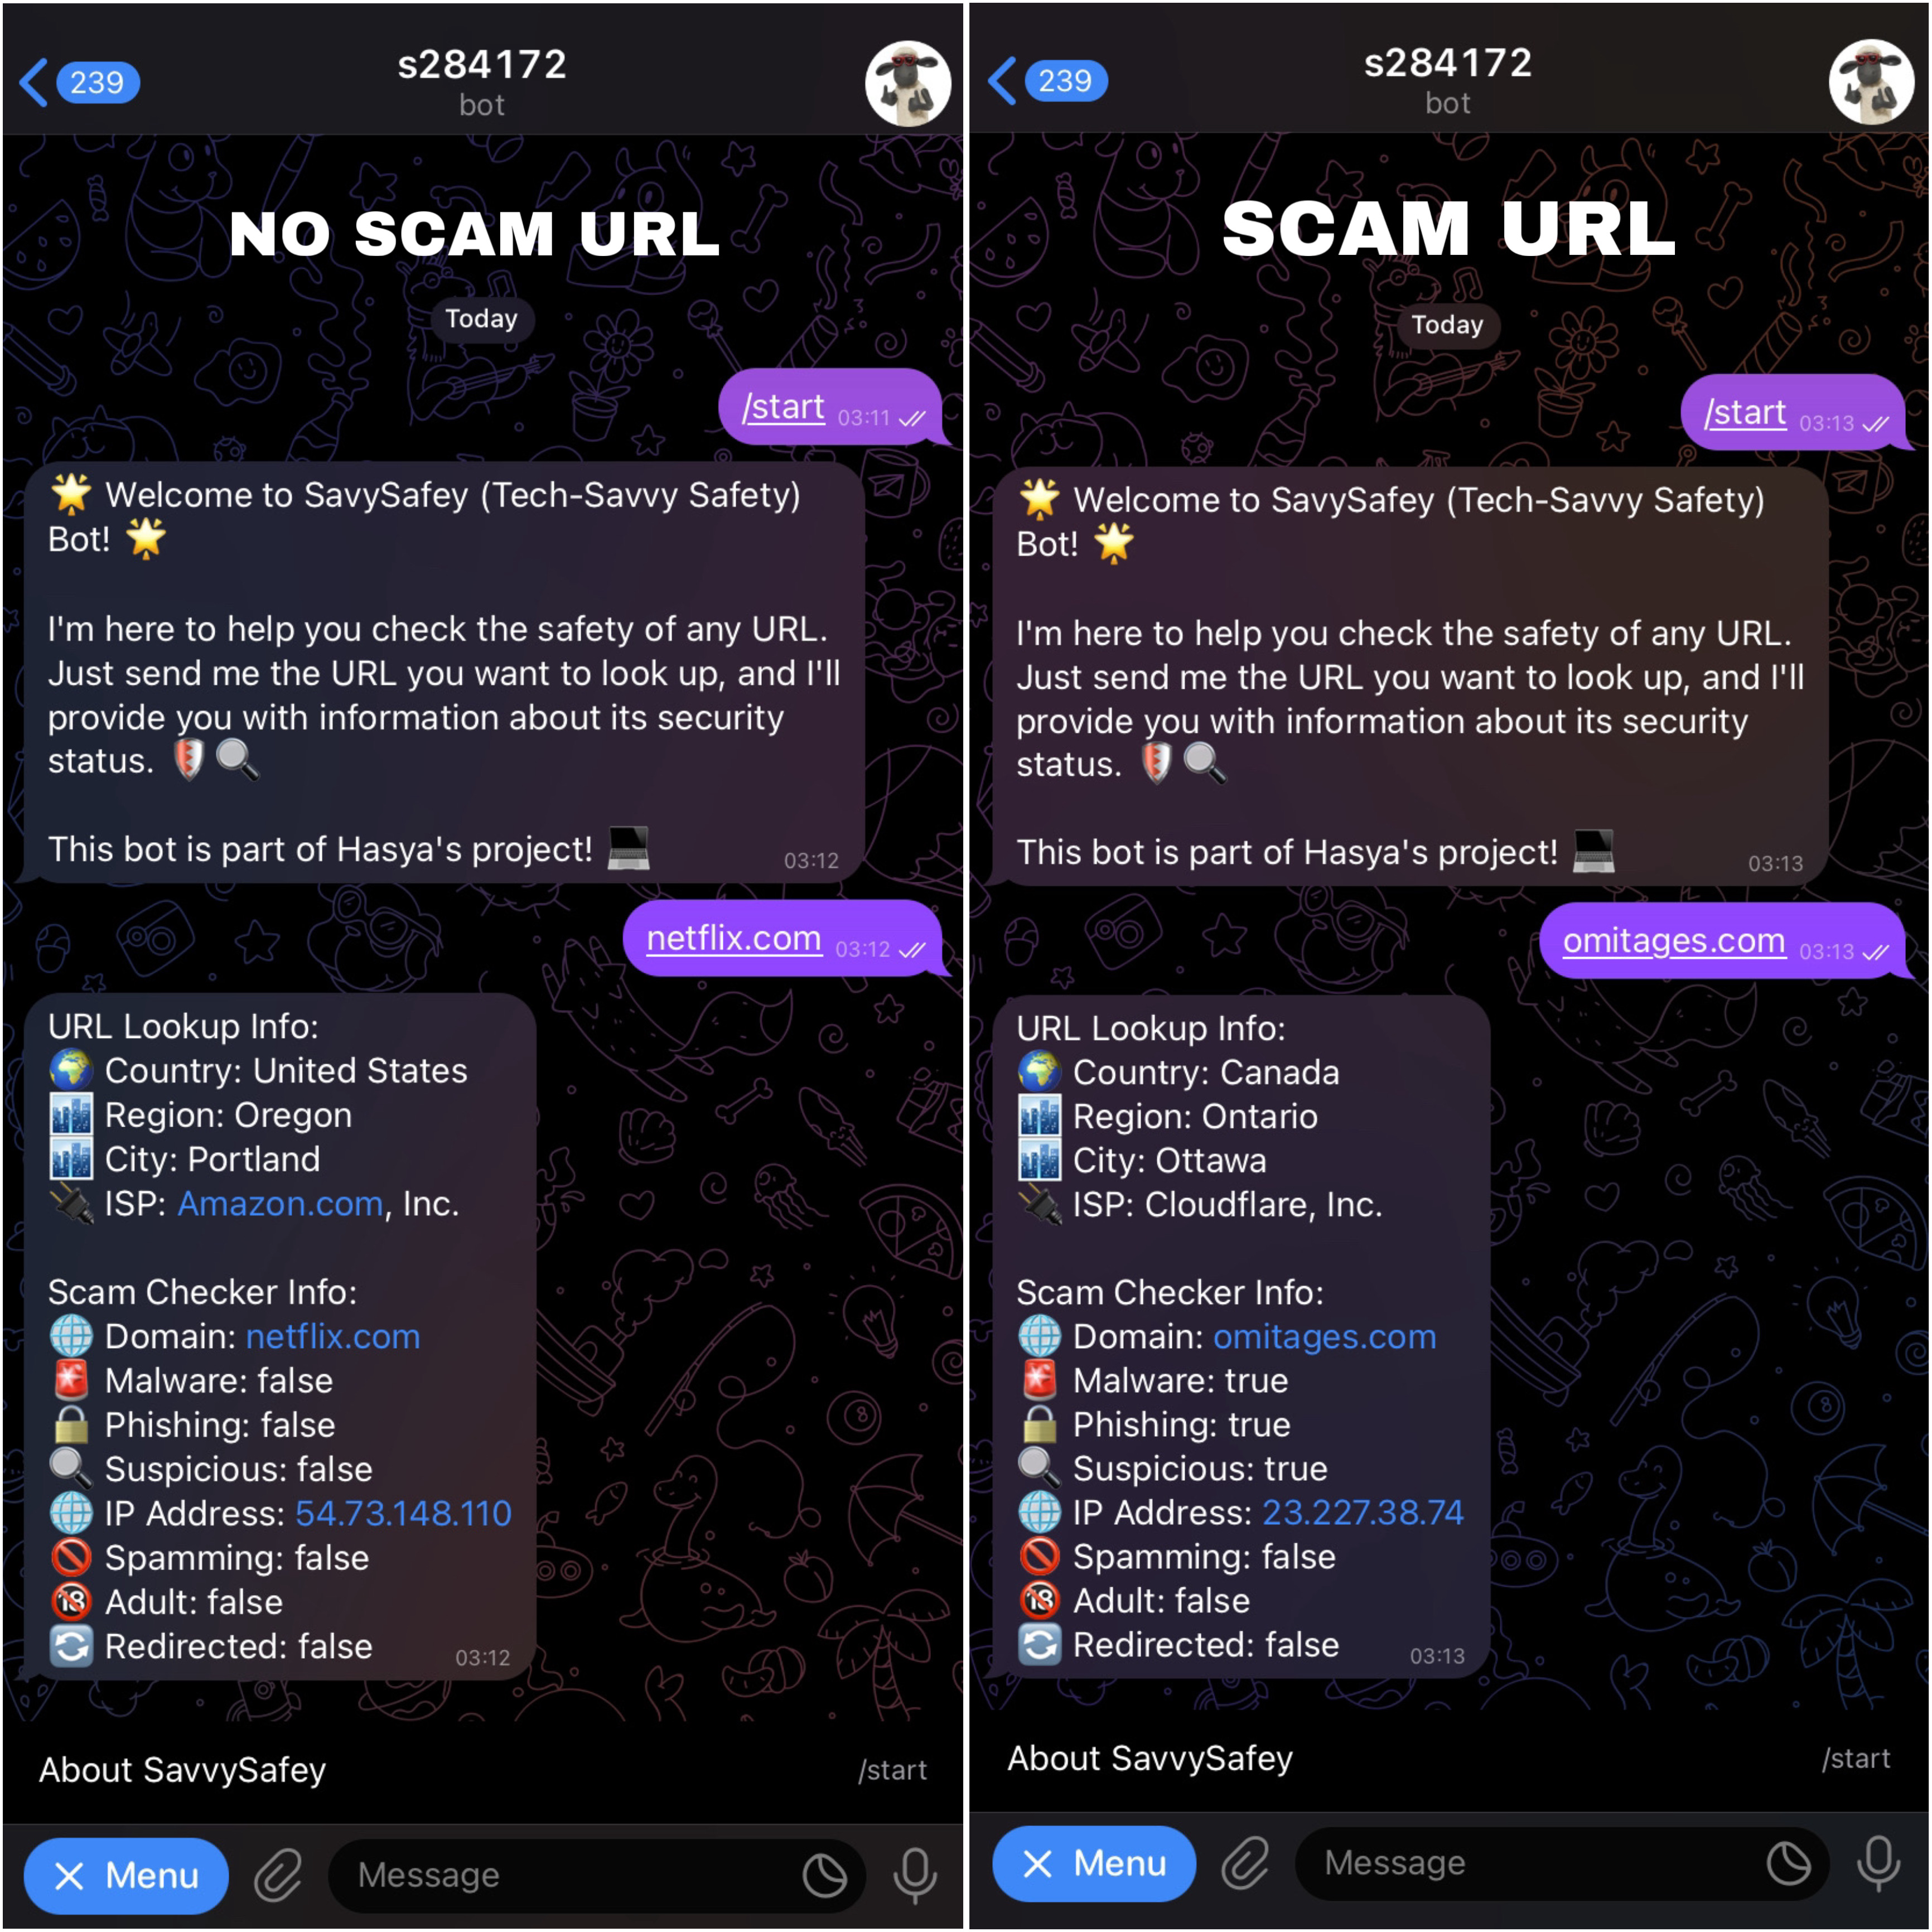 239
s284172
bot
NO SCAM URL
Today
/start 03:11
🌟 Welcome to SavySafey (Tech-Savvy Safety)
Bot! 🌟
I'm here to help you check the safety of any URL.
Just send me the URL you want to look up, and I'll
provide you with information about its security
status. 🛡️🔍
This bot is part of Hasya's project! 💻 03:12
netflix.com 03:12
URL Lookup Info:
🌍 Country: United States
🏙️ Region: Oregon
🏙️ City: Portland
🔌 ISP: Amazon.com, Inc.
Scam Checker Info:
🌐 Domain: netflix.com
🚨 Malware: false
🔒 Phishing: false
🔍 Suspicious: false
🌐 IP Address: 54.73.148.110
🚫 Spamming: false
🔞 Adult: false
🔄 Redirected: false 03:12
About SavvySafey /start
Menu
Message
239
s284172
bot
SCAM URL
Today
/start 03:13
🌟 Welcome to SavySafey (Tech-Savvy Safety)
Bot! 🌟
I'm here to help you check the safety of any URL.
Just send me the URL you want to look up, and I'll
provide you with information about its security
status. 🛡️🔍
This bot is part of Hasya's project! 💻 03:13
omitages.com 03:13
URL Lookup Info:
🌍 Country: Canada
🏙️ Region: Ontario
🏙️ City: Ottawa
🔌 ISP: Cloudflare, Inc.
Scam Checker Info:
🌐 Domain: omitages.com
🚨 Malware: true
🔒 Phishing: true
🔍 Suspicious: true
🌐 IP Address: 23.227.38.74
🚫 Spamming: false
🔞 Adult: false
🔄 Redirected: false 03:13
About SavvySafey /start
Menu
Message